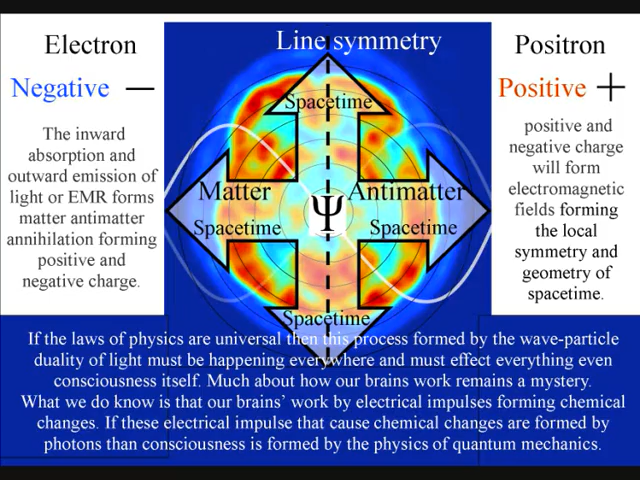 Electron
Negative −
The inward
absorption and
outward emission of
light or EMR forms
matter antimatter
annihilation forming
positive and
negative charge.
Line symmetry
Spacetime
Matter
Antimatter
Spacetime
Ψ
Spacetime
Spacetime
Positron
Positive +
positive and
negative charge
will form
electromagnetic
fields forming
the local
symmetry and
geometry of
spacetime.
If the laws of physics are universal then this process formed by the wave-particle
duality of light must be happening everywhere and must effect everything even
consciousness itself. Much about how our brains work remains a mystery.
What we do know is that our brains' work by electrical impulses forming chemical
changes. If these electrical impulse that cause chemical changes are formed by
photons than consciousness is formed by the physics of quantum mechanics.